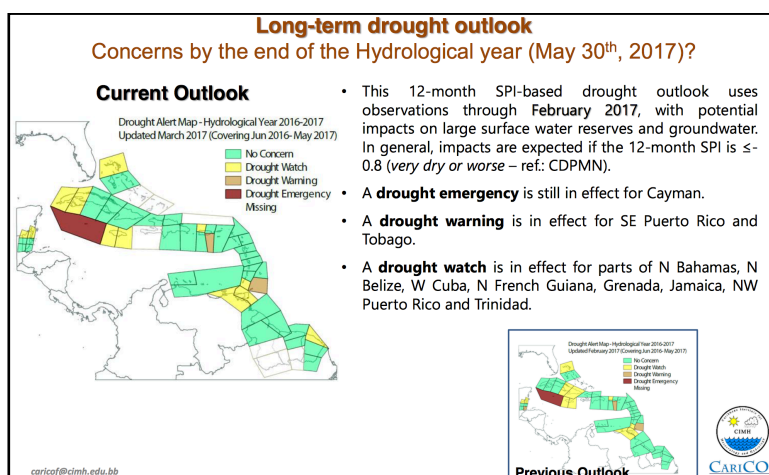 Long-term drought outlook
Concerns by the end of the Hydrological year (May 30th, 2017)?
Current Outlook
Drought Alert Map - Hydrological Year 2016-2017
Updated March 2017 (Covering Jun 2016- May 2017)
No Concern
Drought Watch
Drought Warning
Drought Emergency
Missing
• This 12-month SPI-based drought outlook uses
observations through February 2017, with potential
impacts on large surface water reserves and groundwater.
In general, impacts are expected if the 12-month SPI is ≤-
0.8 (very dry or worse – ref.: CDPMN).
• A drought emergency is still in effect for Cayman.
• A drought warning is in effect for SE Puerto Rico and
Tobago.
• A drought watch is in effect for parts of N Bahamas, N
Belize, W Cuba, N French Guiana, Grenada, Jamaica, NW
Puerto Rico and Trinidad.
Drought Alert Map - Hydrological Year 2016-2017
Updated February 2017 (Covering Jun 2016- May 2017)
No Concern
Drought Watch
Drought Warning
Drought Emergency
Missing
Previous Outlook
CIMH
CARICO
caricof@cimh.edu.bb